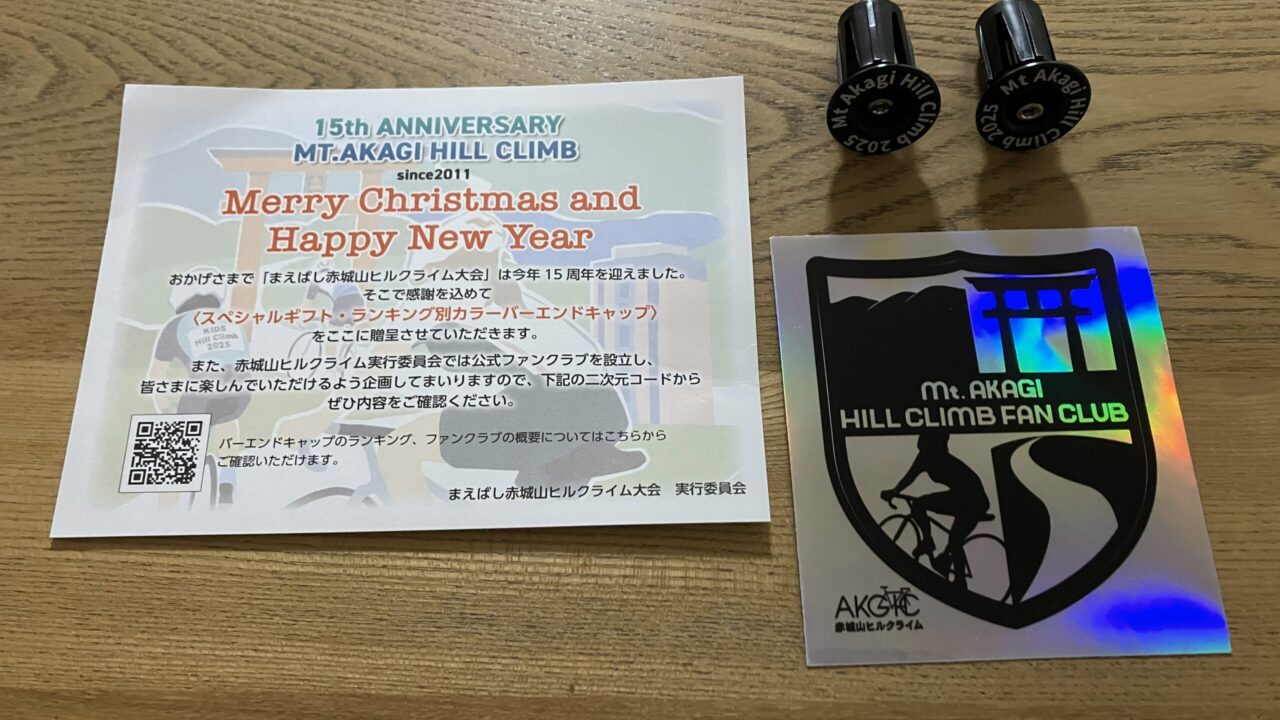 15th ANNIVERSARY
MT.AKAGI HILL CLIMB
since2011
Merry Christmas and
Happy New Year
おかげさまで「まえばし赤城山ヒルクライム大会」は今年 15 周年を迎えました。
そこで感謝を込めて
〈スペシャルギフト・ランキング別カラーバーエンドキャップ〉
をここに贈呈させていただきます。
また、赤城山ヒルクライム実行委員会では公式ファンクラブを設立し、
皆さまに楽しんでいただけるよう企画してまいりますので、下記の二次元コードから
ぜひ内容をご確認ください。
バーエンドキャップのランキング、ファンクラブの概要についてはこちらから
ご確認いただけます。
まえばし赤城山ヒルクライム大会 実行委員会
KIDS
Hill Climb
2025
Mt Akagi Hill Climb 2025
Mt Akagi Hill Climb 2025
Mt. AKAGI
HILL CLIMB FAN CLUB
AKGHC
赤城山ヒルクライム